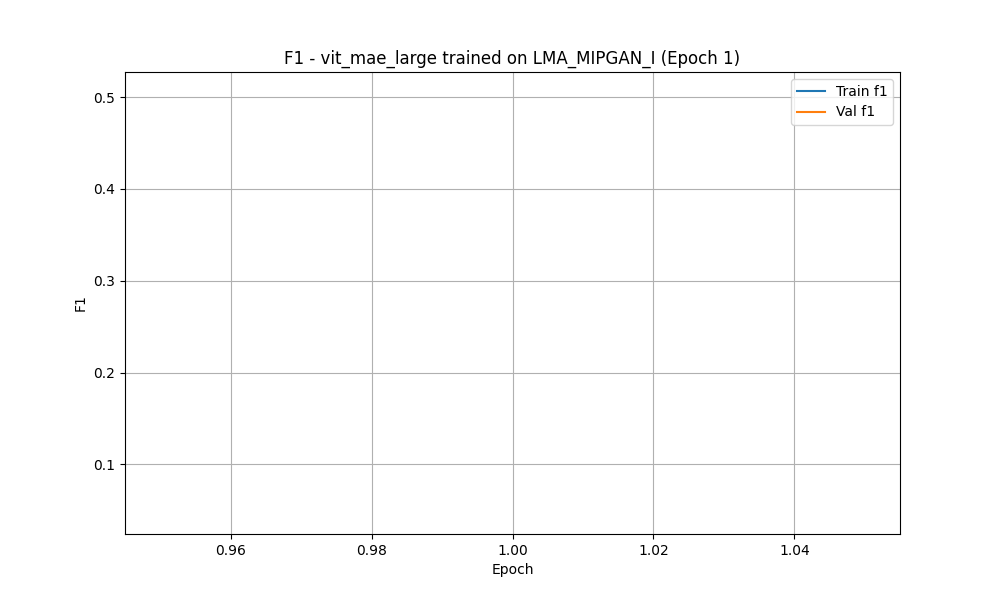 F1 - vit_mae_large trained on LMA_MIPGAN_I (Epoch 1)
Train f1
Val f1
0.5
0.4
0.3
0.2
0.1
F1
0.96 0.98 1.00 1.02 1.04
Epoch